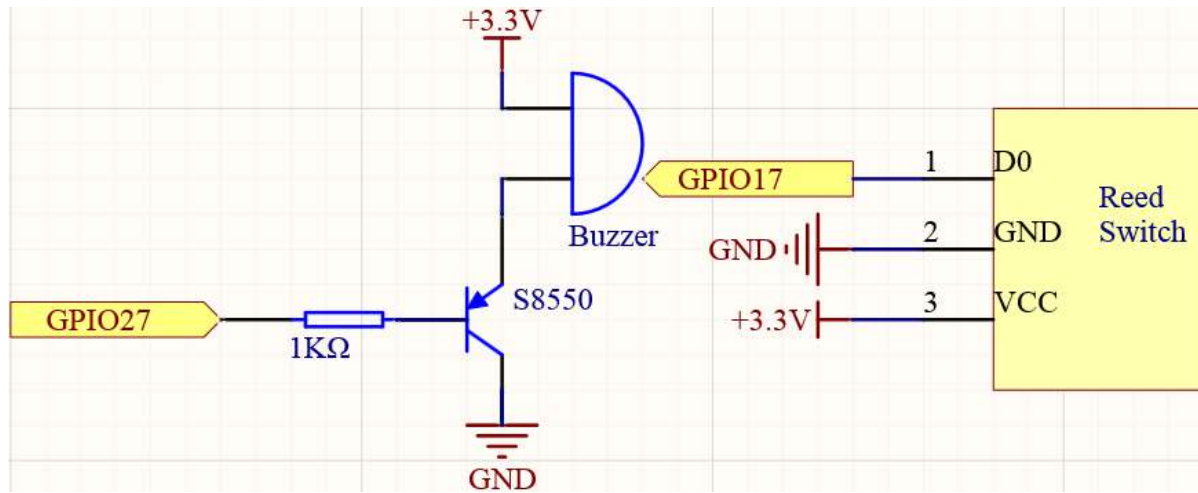 +3.3V
Buzzer
GPIO17
1
D0
Reed
Switch
GND
2
GND
+3.3V
3
VCC
GPIO27
1KΩ
S8550
GND